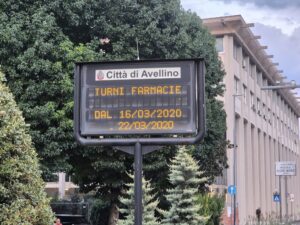 Città di Avellino
TURNI FARMACIE
DAL 16/03/2020
22/03/2020